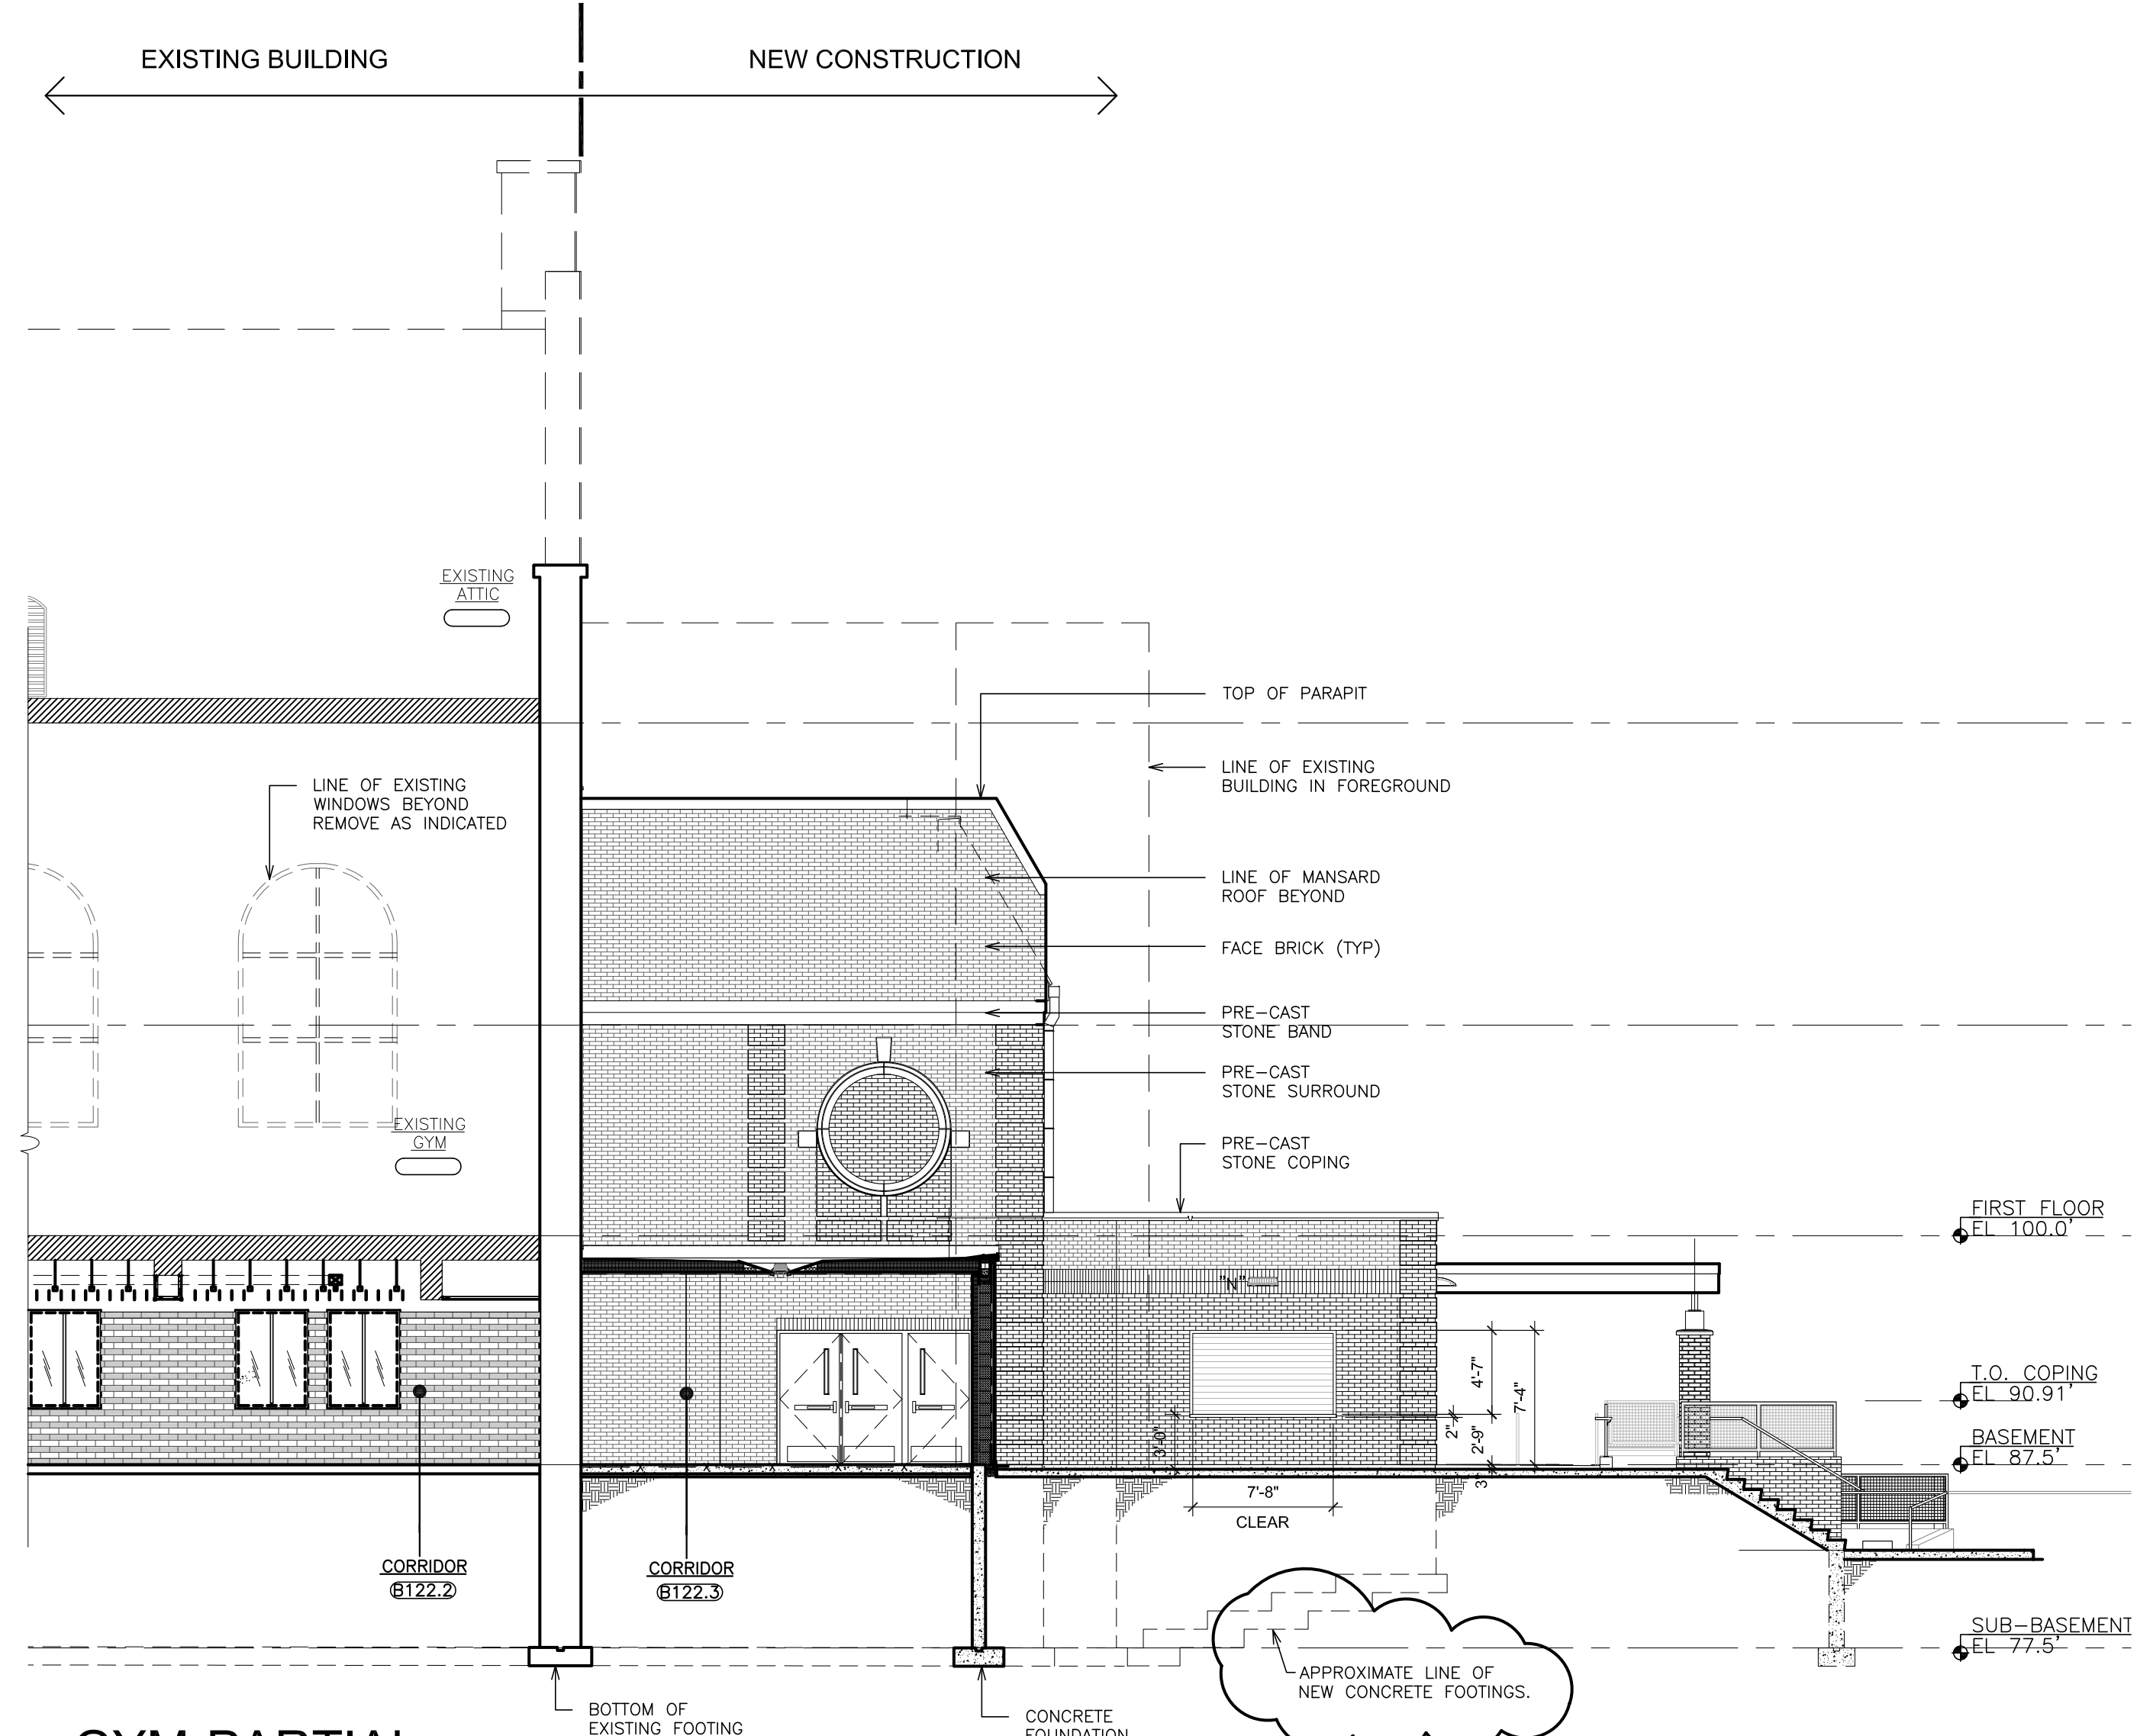 EXISTING BUILDING
NEW CONSTRUCTION
EXISTING
ATTIC
TOP OF PARAPIT
LINE OF EXISTING
BUILDING IN FOREGROUND
LINE OF EXISTING
WINDOWS BEYOND
REMOVE AS INDICATED
LINE OF MANSARD
ROOF BEYOND
FACE BRICK (TYP)
PRE-CAST
STONE BAND
PRE-CAST
STONE SURROUND
EXISTING
GYM
PRE-CAST
STONE COPING
FIRST FLOOR
EL 100.0'
"N"
4'-7"
7'-4"
T.O. COPING
EL 90.91'
3'-0"
2"
2'-9"
BASEMENT
EL 87.5'
3"
7'-8"
CLEAR
CORRIDOR
B122.2
CORRIDOR
B122.3
SUB-BASEMENT
EL 77.5'
APPROXIMATE LINE OF
NEW CONCRETE FOOTINGS.
BOTTOM OF
EXISTING FOOTING
CONCRETE
FOUNDATION
GYM PARTIAL